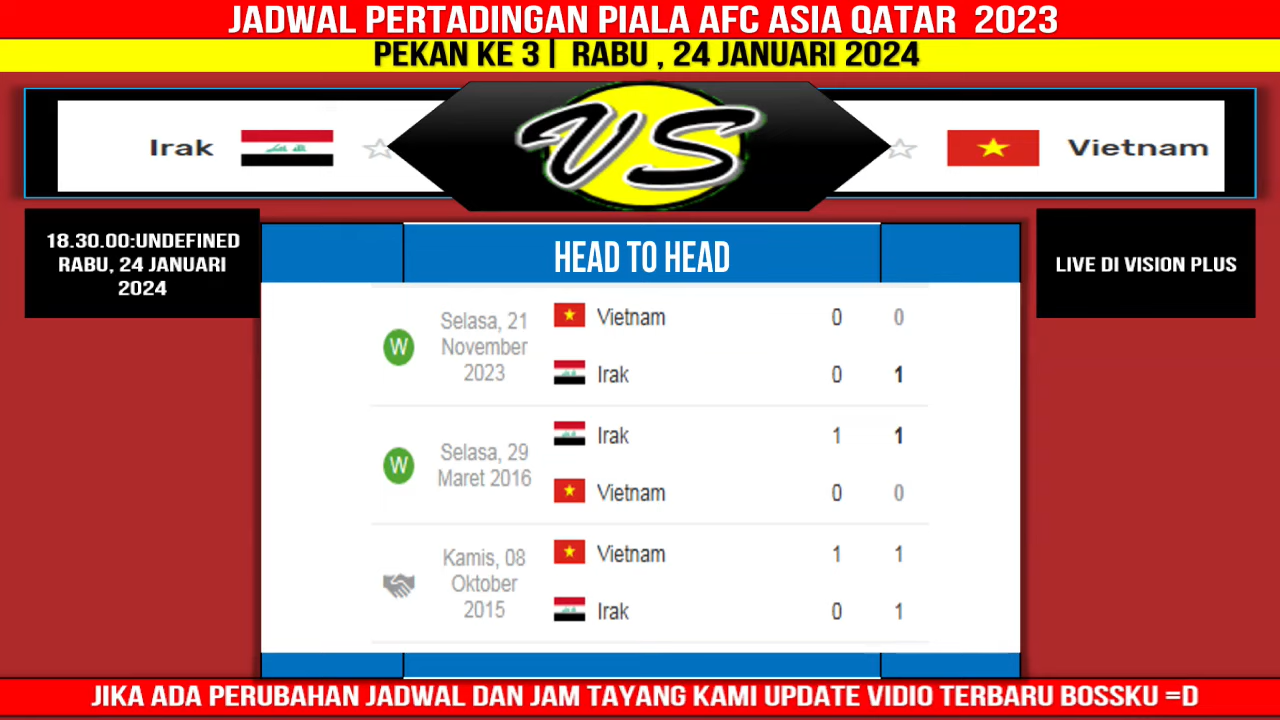 JADWAL PERTADINGAN PIALA AFC ASIA QATAR 2023
PEKAN KE 3 | RABU , 24 JANUARI 2024
Irak
VS
Vietnam
18.30.00:UNDEFINED
RABU, 24 JANUARI
2024
HEAD TO HEAD
LIVE DI VISION PLUS
W
Selasa, 21
November
2023
Vietnam 0 0
Irak 0 1
W
Selasa, 29
Maret 2016
Irak 1 1
Vietnam 0 0
Kamis, 08
Oktober
2015
Vietnam 1 1
Irak 0 1
JIKA ADA PERUBAHAN JADWAL DAN JAM TAYANG KAMI UPDATE VIDIO TERBARU BOSSKU =D